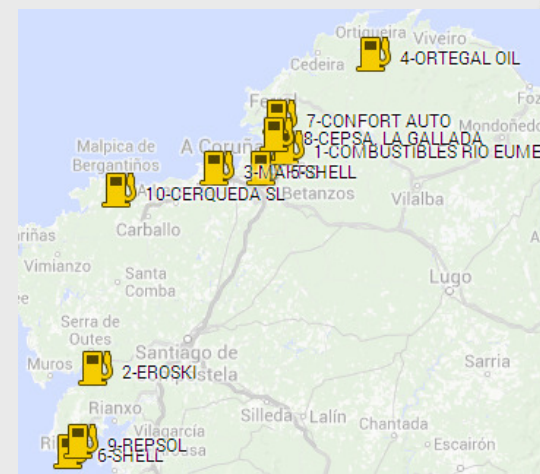 Ortigueira
Viveiro
4-ORTEGAL OIL
Cedeira
Foz
Ferrol
7-CONFORT AUTO
Mondoñedo
8-CEPSA, LA GALLADA
A Coruña
Malpica de
Bergantiños
1-COMBUSTIBLES RIO EUME
5-SHELL
10-CERQUEDA SL
Betanzos
Vilalba
Carballo
Vimianzo
Santa
Comba
Lugo
Serra de
Outes
Muros
Santiago de
2-EROSKI
Sarria
Rianxo
Silleda
Lalín
Chantada
Vilagarcía
9-REPSOL
6-SHELL
Escairón